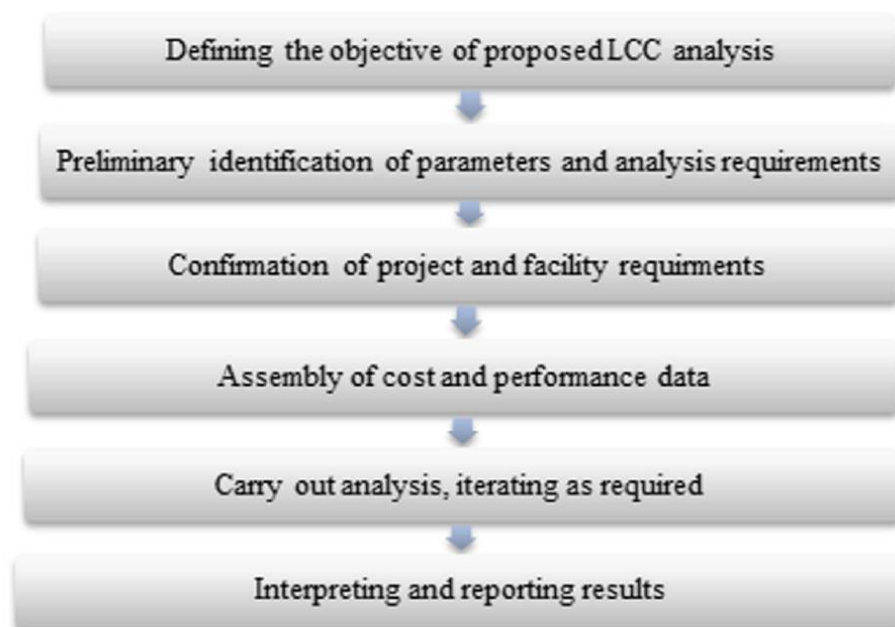 Defining the objective of proposed LCC analysis
Preliminary identification of parameters and analysis requirements
Confirmation of project and facility requirments
Assembly of cost and performance data
Carry out analysis, iterating as required
Interpreting and reporting results